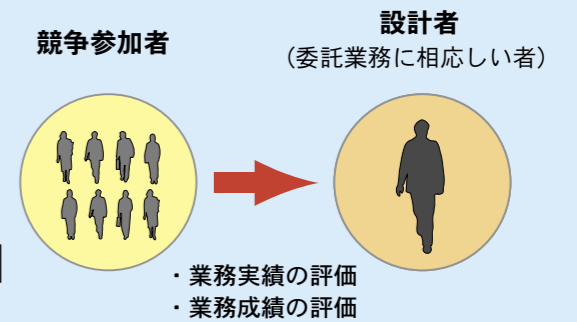 競争参加者
設計者
（委託業務に相応しい者）
・業務実績の評価
・業務成績の評価